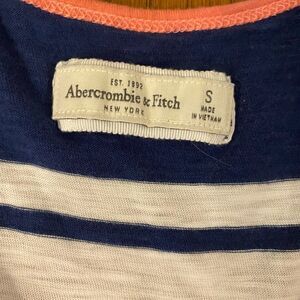 EST. 1892
Abercrombie & Fitch
NEW YORK
S
MADE
IN VIETNAM